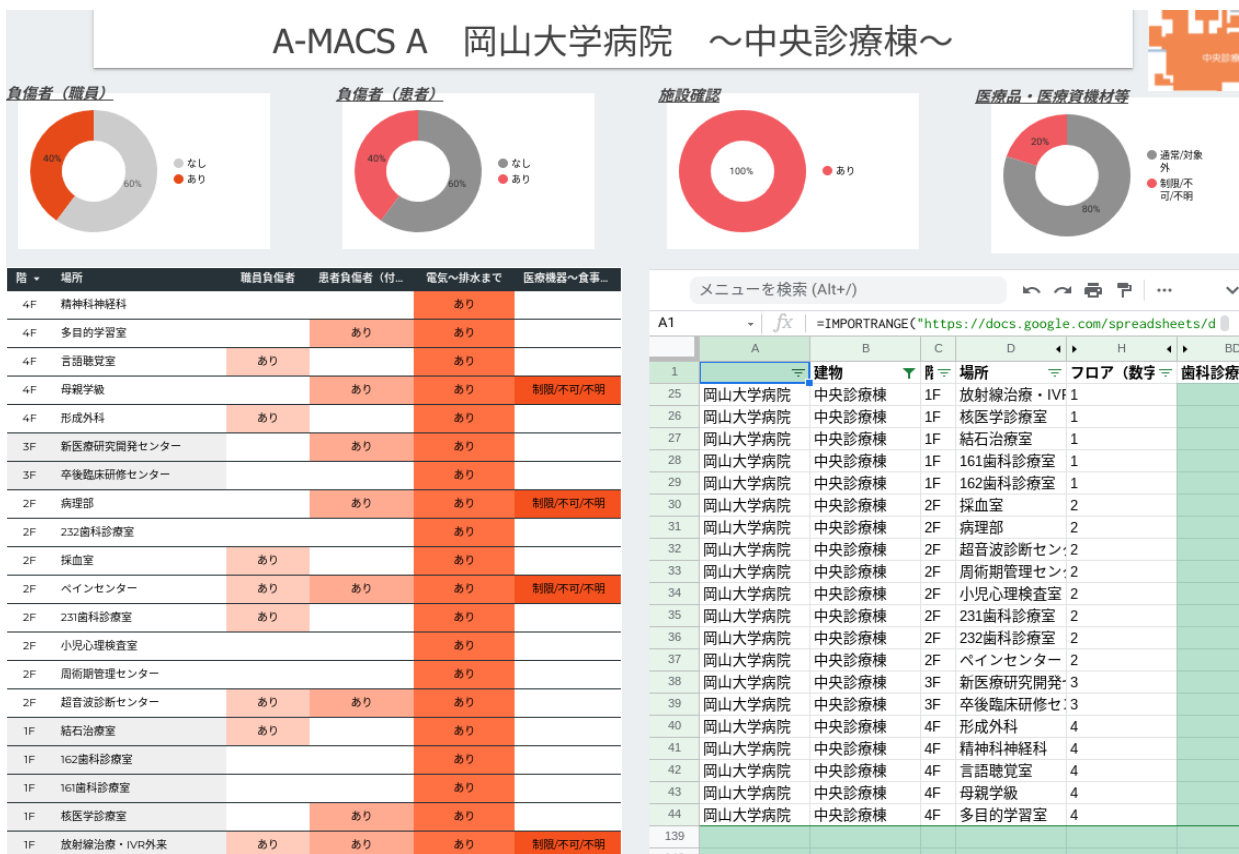 A-MACS A 岡山大学病院 ～中央診療棟～
中央診療
負傷者（職員）
40%
60%
なし
あり
負傷者（患者）
40%
60%
なし
あり
施設確認
100%
あり
医療品・医療資機材等
20%
80%
通常/対象
外
制限/不
可/不明
階 場所 職員負傷者 患者負傷者（付... 電気～排水まで 医療機器～食事...
4F 精神科神経科 あり
4F 多目的学習室 あり あり
4F 言語聴覚室 あり あり
4F 母親学級 あり あり 制限/不可/不明
4F 形成外科 あり あり
3F 新医療研究開発センター あり あり
3F 卒後臨床研修センター あり
2F 病理部 あり あり 制限/不可/不明
2F 232歯科診療室 あり
2F 採血室 あり あり
2F ペインセンター あり あり あり 制限/不可/不明
2F 231歯科診療室 あり あり
2F 小児心理検査室 あり
2F 周術期管理センター あり
2F 超音波診断センター あり あり あり
1F 結石治療室 あり あり
1F 162歯科診療室 あり
1F 161歯科診療室 あり
1F 核医学診療室 あり あり
1F 放射線治療・IVR外来 あり あり あり 制限/不可/不明
メニューを検索 (Alt+/)
A1 fx =IMPORTRANGE("https://docs.google.com/spreadsheets/d
A B C D H BD
1 建物 場所 フロア（数字 歯科診療
25 岡山大学病院 中央診療棟 1F 放射線治療・IVF 1
26 岡山大学病院 中央診療棟 1F 核医学診療室 1
27 岡山大学病院 中央診療棟 1F 結石治療室 1
28 岡山大学病院 中央診療棟 1F 161歯科診療室 1
29 岡山大学病院 中央診療棟 1F 162歯科診療室 1
30 岡山大学病院 中央診療棟 2F 採血室 2
31 岡山大学病院 中央診療棟 2F 病理部 2
32 岡山大学病院 中央診療棟 2F 超音波診断セン 2
33 岡山大学病院 中央診療棟 2F 周術期管理セン 2
34 岡山大学病院 中央診療棟 2F 小児心理検査室 2
35 岡山大学病院 中央診療棟 2F 231歯科診療室 2
36 岡山大学病院 中央診療棟 2F 232歯科診療室 2
37 岡山大学病院 中央診療棟 2F ペインセンター 2
38 岡山大学病院 中央診療棟 3F 新医療研究開発 3
39 岡山大学病院 中央診療棟 3F 卒後臨床研修セ 3
40 岡山大学病院 中央診療棟 4F 形成外科 4
41 岡山大学病院 中央診療棟 4F 精神科神経科 4
42 岡山大学病院 中央診療棟 4F 言語聴覚室 4
43 岡山大学病院 中央診療棟 4F 母親学級 4
44 岡山大学病院 中央診療棟 4F 多目的学習室 4
139